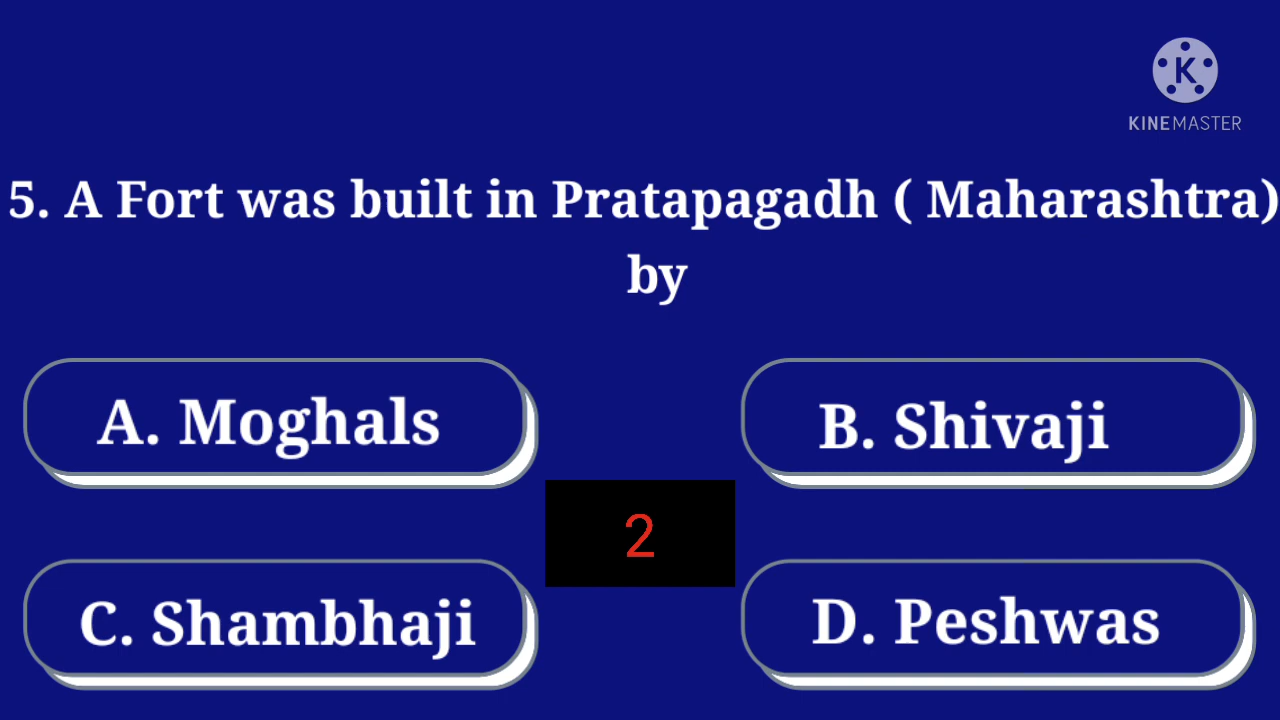 K
KINEMASTER
5. A Fort was built in Pratapagadh ( Maharashtra)
by
A. Moghals
B. Shivaji
2
C. Shambhaji
D. Peshwas